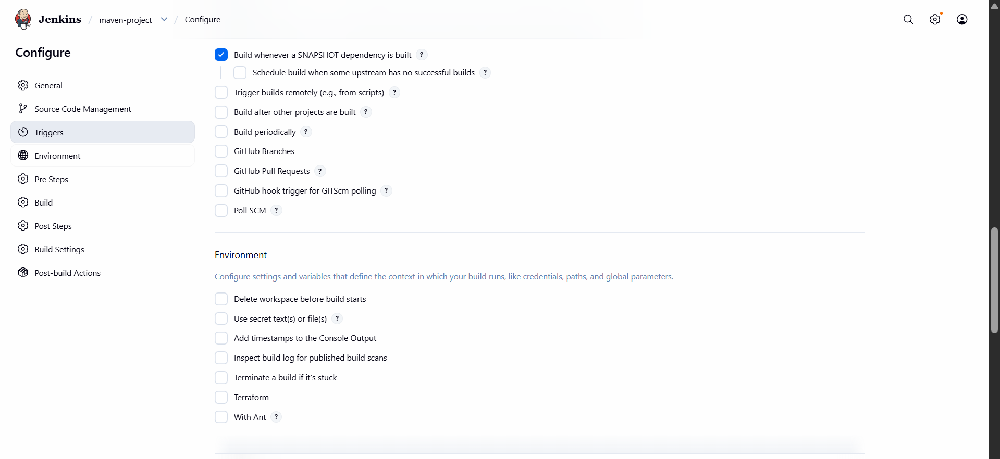 Jenkins / maven-project / Configure
Configure
General
Source Code Management
Triggers
Environment
Pre Steps
Build
Post Steps
Build Settings
Post-build Actions
Build whenever a SNAPSHOT dependency is built ?
Schedule build when some upstream has no successful builds ?
Trigger builds remotely (e.g., from scripts) ?
Build after other projects are built ?
Build periodically ?
GitHub Branches
GitHub Pull Requests ?
GitHub hook trigger for GITScm polling ?
Poll SCM ?
Environment
Configure settings and variables that define the context in which your build runs, like credentials, paths, and global parameters.
Delete workspace before build starts
Use secret text(s) or file(s) ?
Add timestamps to the Console Output
Inspect build log for published build scans
Terminate a build if it's stuck
Terraform
With Ant ?